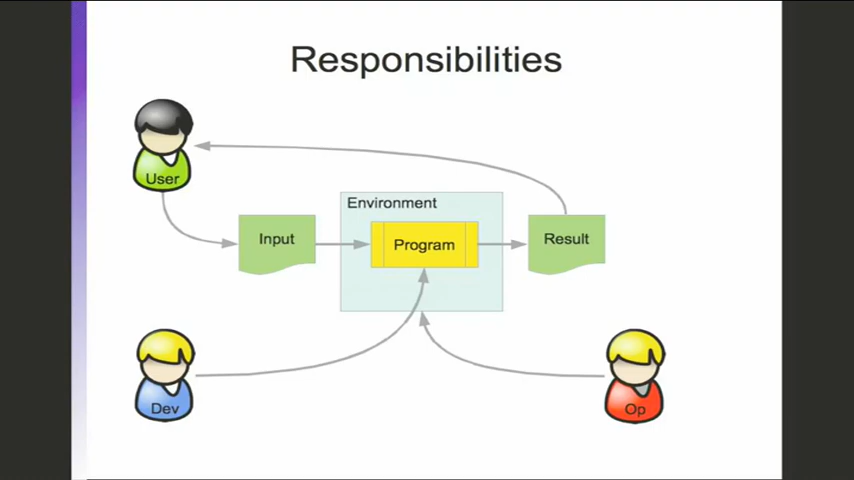 Responsibilities
User
Environment
Input
Program
Result
Dev
Op